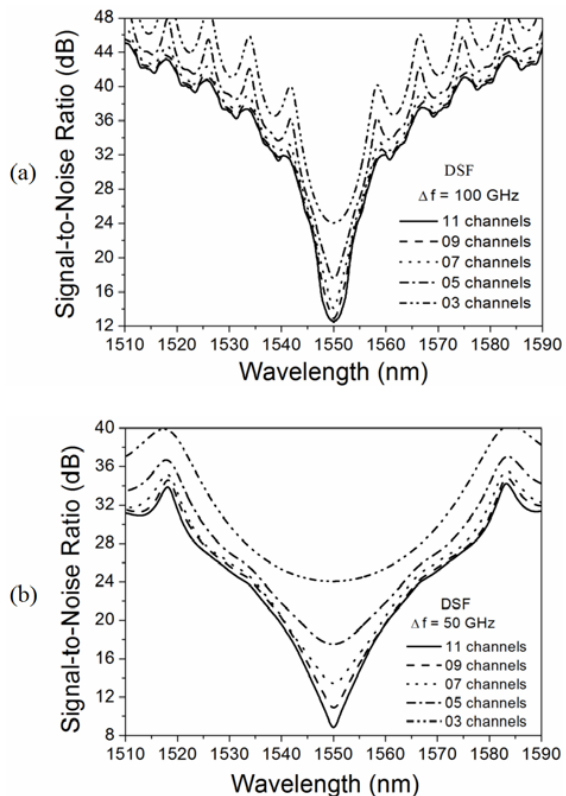 48
44
40
36
32
28
24
20
16
12
Signal-to-Noise Ratio (dB)
(a)
DSF
Δf = 100 GHz
11 channels
09 channels
07 channels
05 channels
03 channels
1510 1520 1530 1540 1550 1560 1570 1580 1590
Wavelength (nm)
40
36
32
28
24
20
16
12
8
Signal-to-Noise Ratio (dB)
(b)
DSF
Δf = 50 GHz
11 channels
09 channels
07 channels
05 channels
03 channels
1510 1520 1530 1540 1550 1560 1570 1580 1590
Wavelength (nm)